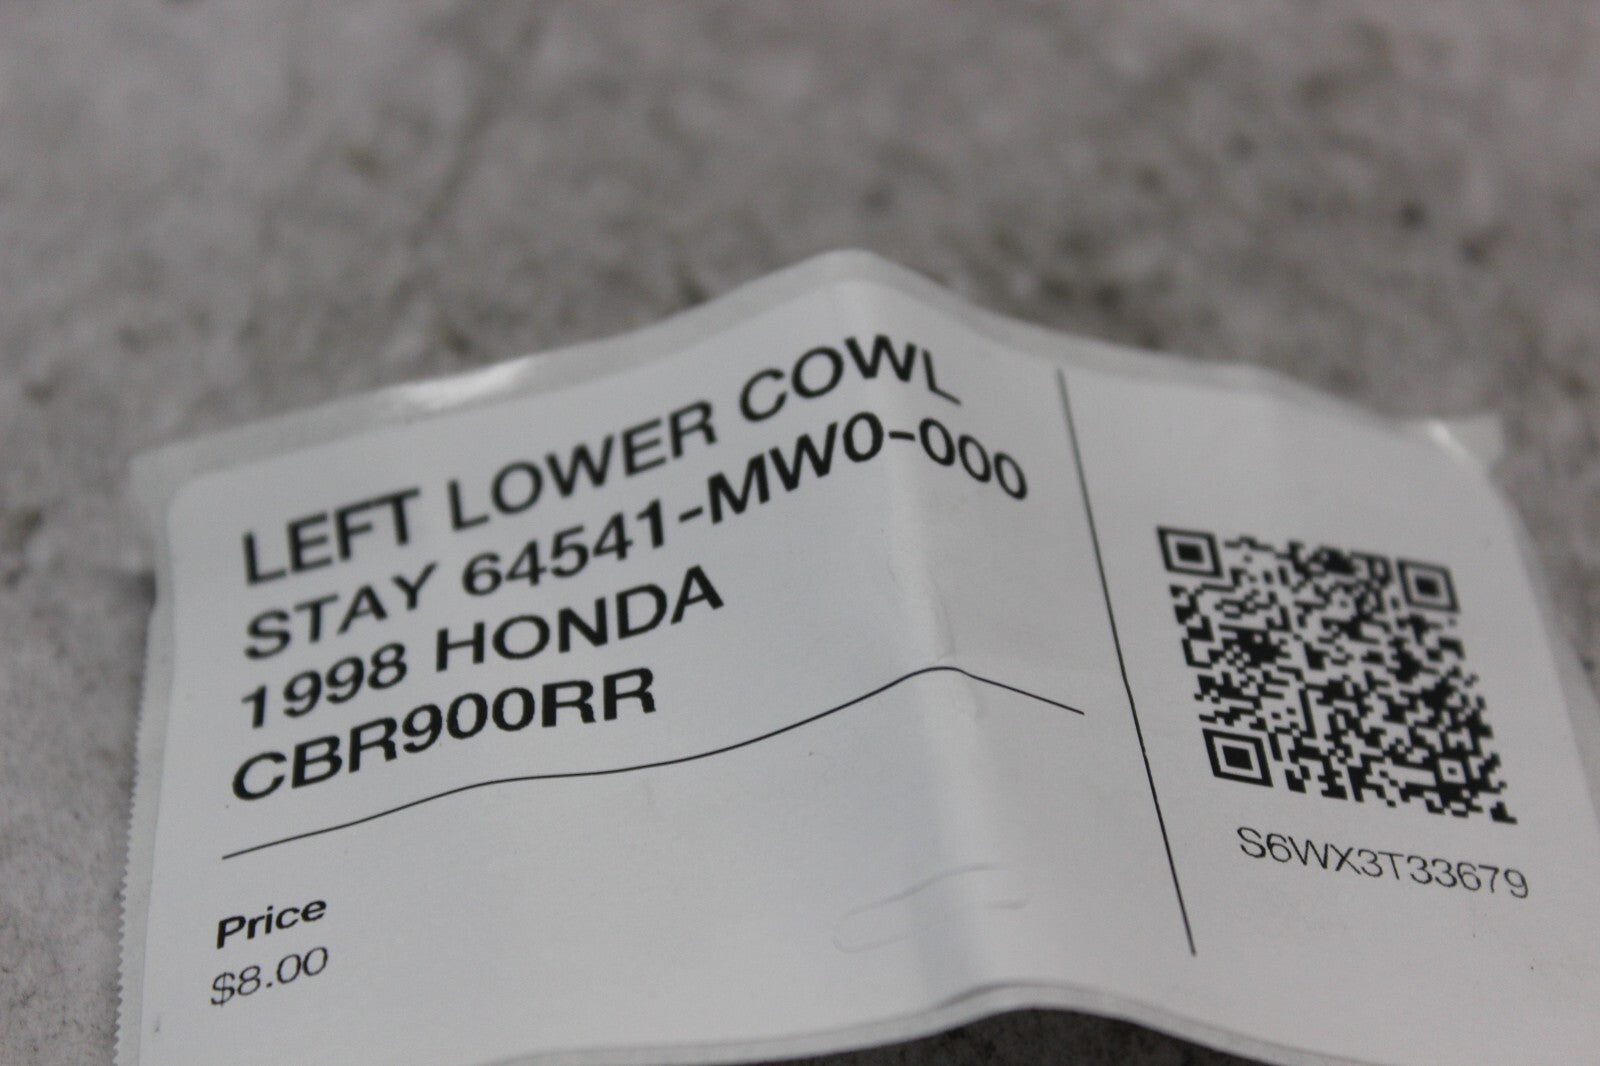 LEFT LOWER COWL
STAY 64541-MW0-000
1998 HONDA
CBR900RR
Price
$8.00
S6WX3T33679